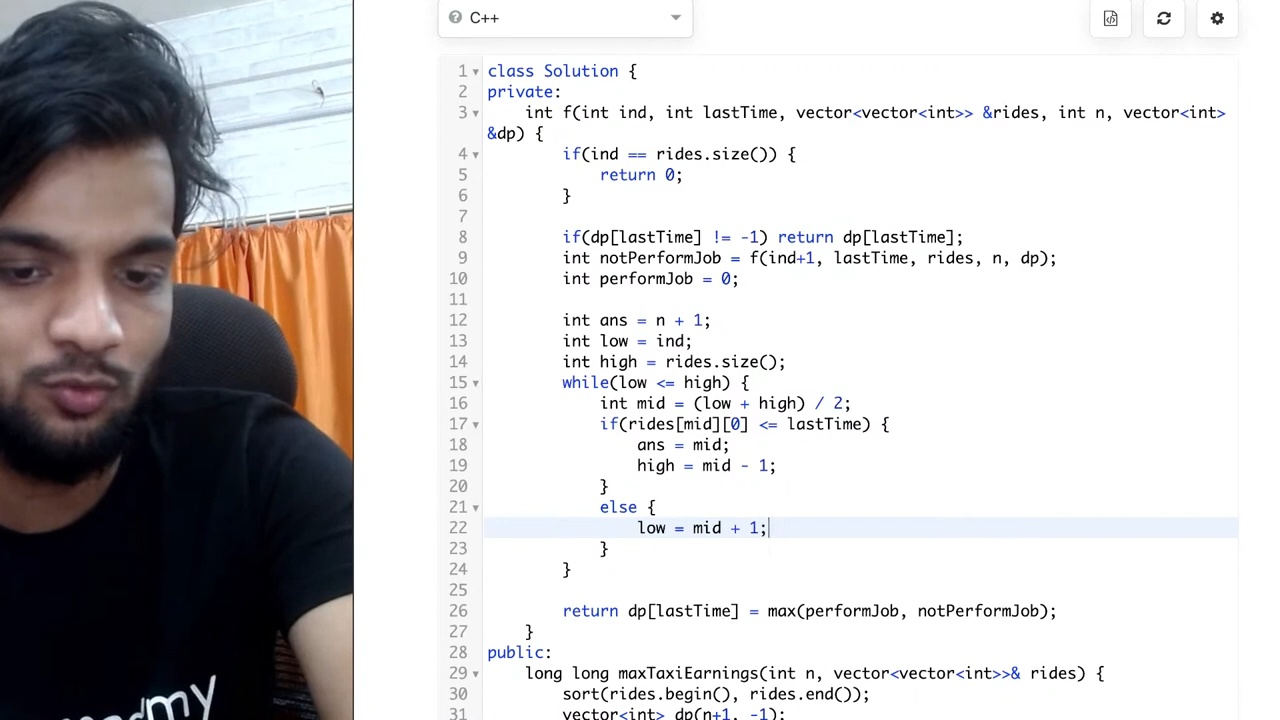 C++
1 class Solution {
2 private:
3 int f(int ind, int lastTime, vector<vector<int>> &rides, int n, vector<int>
&dp) {
4 if(ind == rides.size()) {
5 return 0;
6 }
7
8 if(dp[lastTime] != -1) return dp[lastTime];
9 int notPerformJob = f(ind+1, lastTime, rides, n, dp);
10 int performJob = 0;
11
12 int ans = n + 1;
13 int low = ind;
14 int high = rides.size();
15 while(low <= high) {
16 int mid = (low + high) / 2;
17 if(rides[mid][0] <= lastTime) {
18 ans = mid;
19 high = mid - 1;
20 }
21 else {
22 low = mid + 1;
23 }
24 }
25
26 return dp[lastTime] = max(performJob, notPerformJob);
27 }
28 public:
29 long long maxTaxiEarnings(int n, vector<vector<int>>& rides) {
30 sort(rides.begin(), rides.end());
31 vector<int> dp(n+1, -1);